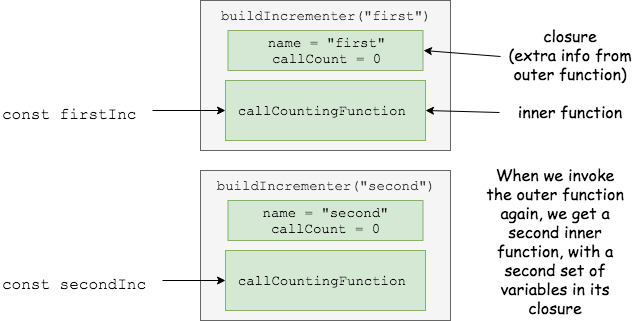 buildIncrementer("first")
name = "first"
callCount = 0
closure
(extra info from
outer function)
const firstInc
callCountingFunction
inner function
buildIncrementer("second")
name = "second"
callCount = 0
const secondInc
callCountingFunction
When we invoke
the outer function
again, we get a
second inner
function, with a
second set of
variables in its
closure